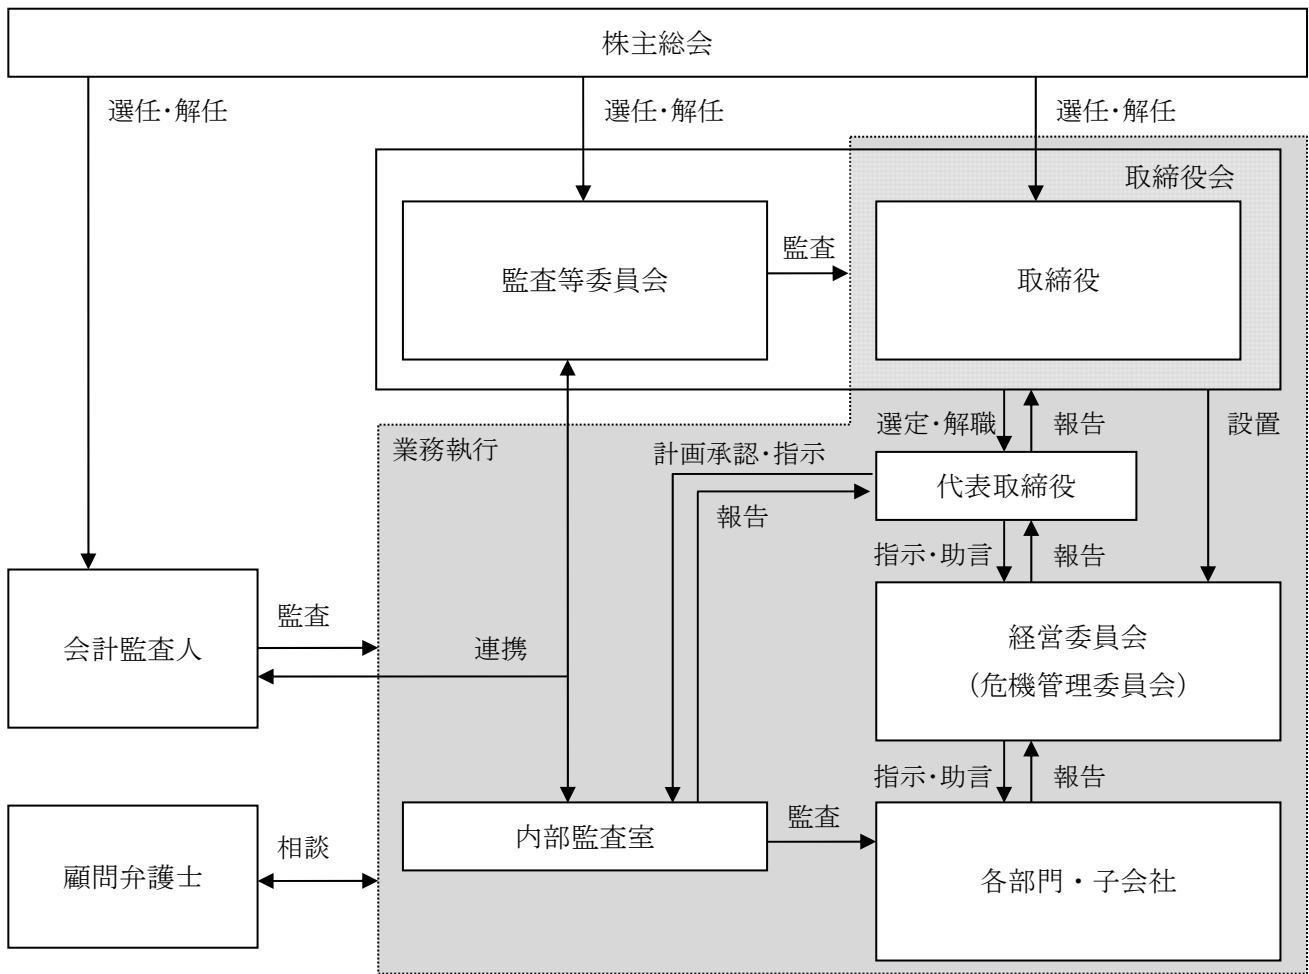 株主総会
選任・解任
選任・解任
選任・解任
取締役会
監査等委員会
監査
取締役
選定・解職
報告
設置
業務執行
計画承認・指示
代表取締役
報告
指示・助言
報告
会計監査人
監査
連携
経営委員会
（危機管理委員会）
指示・助言
報告
顧問弁護士
相談
内部監査室
監査
各部門・子会社